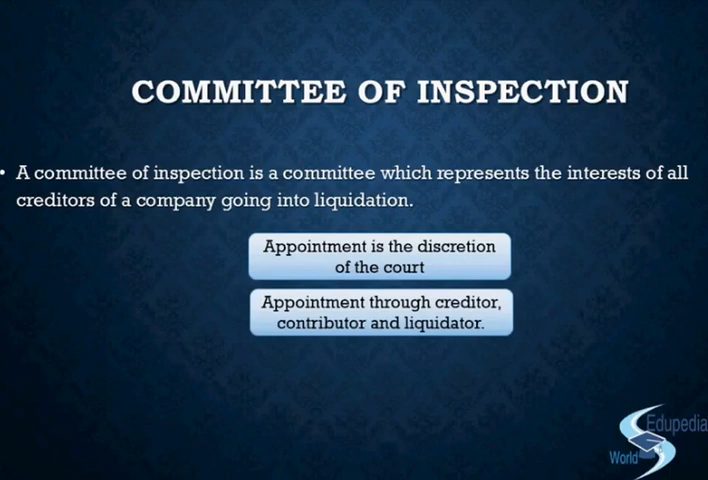 COMMITTEE OF INSPECTION
• A committee of inspection is a committee which represents the interests of all
creditors of a company going into liquidation.
Appointment is the discretion
of the court
Appointment through creditor,
contributor and liquidator.
Edupedia
World